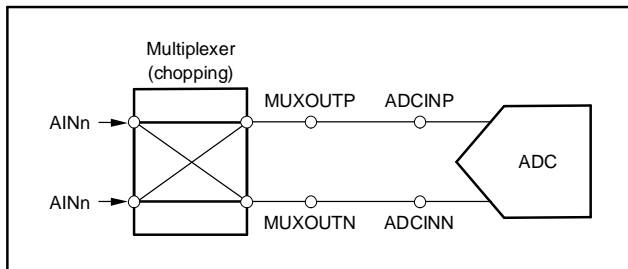 Multiplexer
(chopping)
MUXOUTP
ADCINP
AINn
ADC
AINn
MUXOUTN
ADCINN